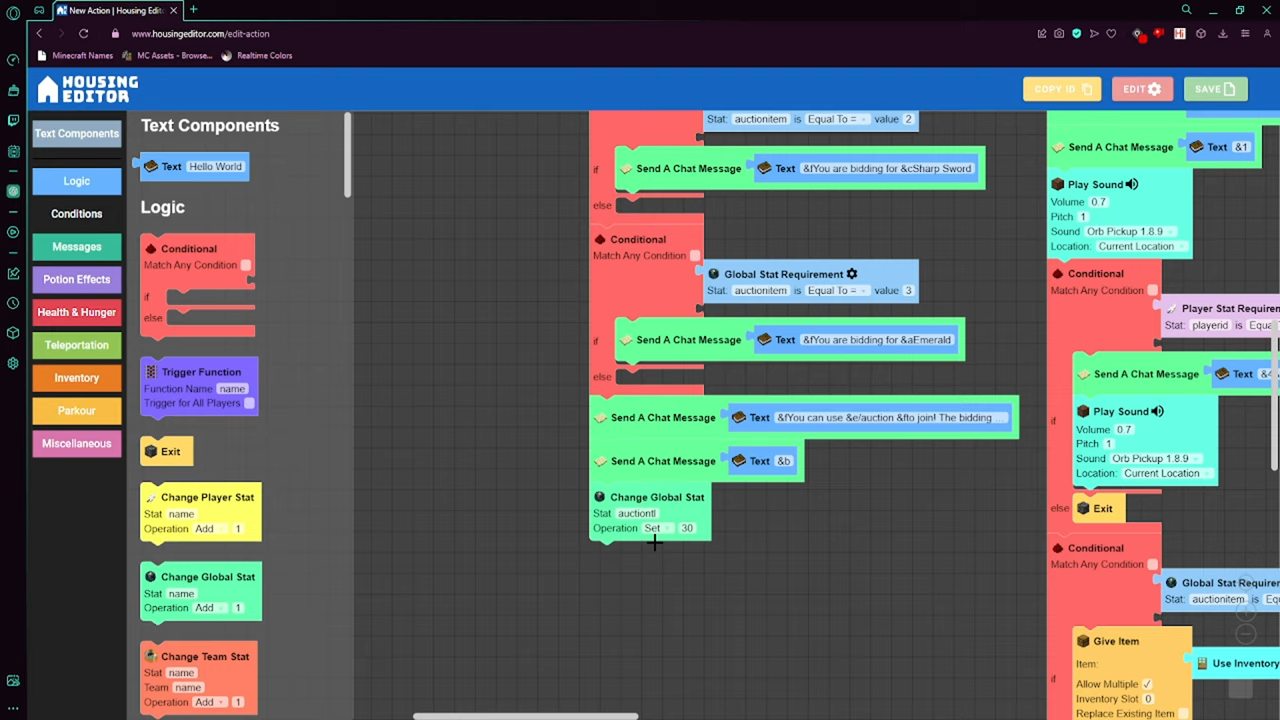 New Action | Housing Ed
www.housingeditor.com/edit-action
Minecraft Names
MC Assets - Browse...
Realtime Colors
HOUSING
EDITOR
COPY ID
EDIT
SAVE
Text Components
Logic
Conditions
Messages
Potion Effects
Health & Hunger
Teleportation
Inventory
Parkour
Miscellaneous
Text Components
Text Hello World
Logic
Conditional
Match Any Condition
if
else
Trigger Function
Function Name name
Trigger for All Players
Exit
Change Player Stat
Stat name
Operation Add 1
Change Global Stat
Stat name
Operation Add 1
Change Team Stat
Stat name
Team name
Operation Add 1
Stat: auctionitem is Equal To = value 2
if Send A Chat Message Text &fYou are bidding for &cSharp Sword
else
Conditional
Match Any Condition
Global Stat Requirement
Stat: auctionitem is Equal To = value 3
if Send A Chat Message Text &fYou are bidding for &aEmerald
else
Send A Chat Message Text &fYou can use &e/auction &fto join! The bidding ...
Send A Chat Message Text &b
Change Global Stat
Stat auctiontl
Operation Set 30
Send A Chat Message Text &1
Play Sound
Volume 0.7
Pitch 1
Sound Orb Pickup 1.8.9
Location: Current Location
Conditional
Match Any Condition
Player Stat Requirem
Stat: playerid is Equa
Send A Chat Message Text
Play Sound
Volume 0.7
if
Pitch 1
Sound Orb Pickup 1.8.9
Location: Current Location
else Exit
Conditional
Match Any Condition
Global Stat Requirem
Stat: auctionitem is Equ
Give Item
Item: Use Inventory
if
Allow Multiple ✓
Inventory Slot 0
Replace Existing Item